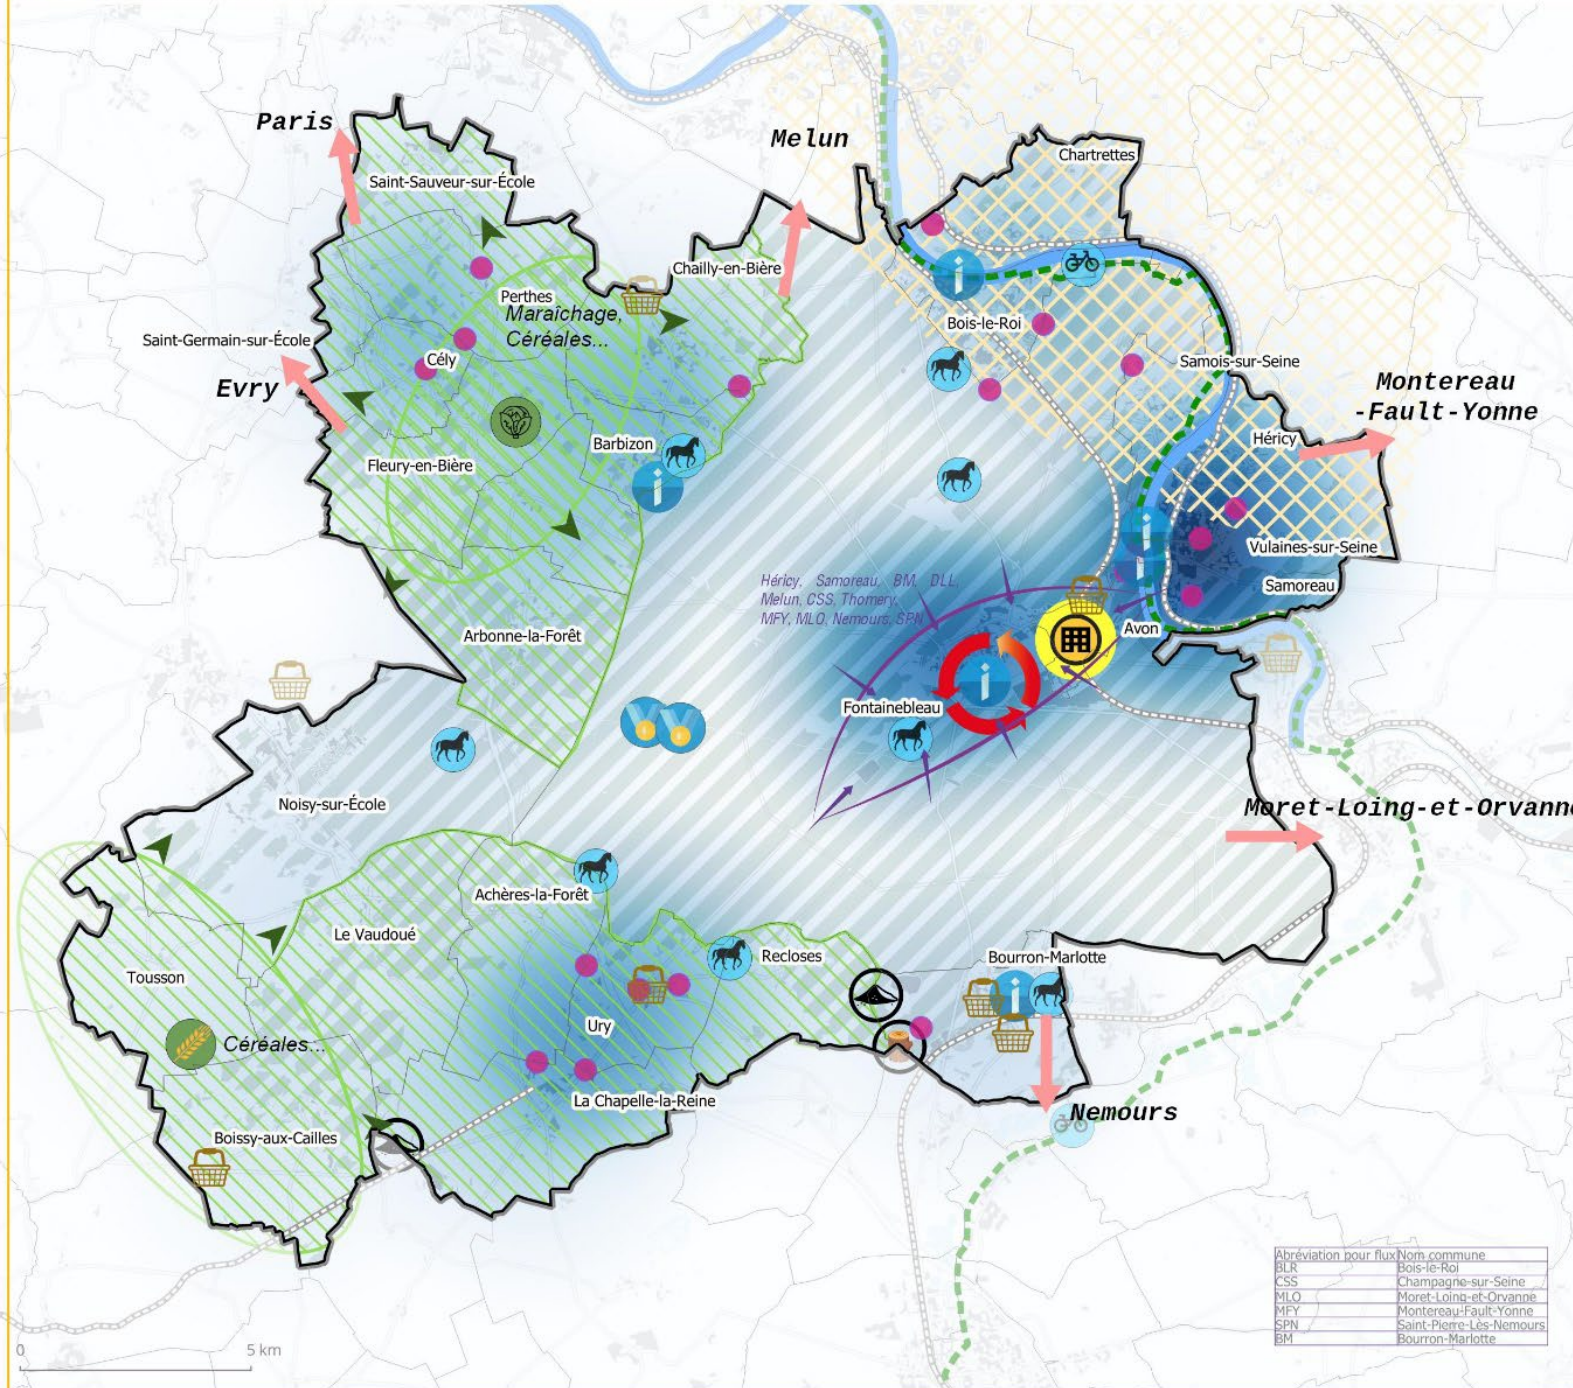 Paris
Melun
Chartrettes
Saint-Sauveur-sur-École
Chailly-en-Bière
Perthes
Maraîchage,
Céréales...
Bois-le-Roi
Saint-Germain-sur-École
Cély
Samois-sur-Seine
Evry
Montereau
-Fault-Yonne
Héricy
Barbizon
Fleury-en-Bière
Vulaines-sur-Seine
Héricy, Samoreau, BM, DLL,
Melun, CSS, Thomery,
MFY, MLO, Nemours, SPN
Samoreau
Arbonne-la-Forêt
Avon
Fontainebleau
Noisy-sur-École
Moret-Loing-et-Orvanne
Achères-la-Forêt
Le Vaudoué
Recloses
Bourron-Marlotte
Tousson
Ury
Céréales...
La Chapelle-la-Reine
Nemours
Boissy-aux-Cailles
Abréviation pour flux Nom commune
BLR Bois-le-Roi
CSS Champagne-sur-Seine
MLO Moret-Loing-et-Orvanne
MFY Montereau-Fault-Yonne
SPN Saint-Pierre-Lès-Nemours
BM Bourron-Marlotte
0 5 km